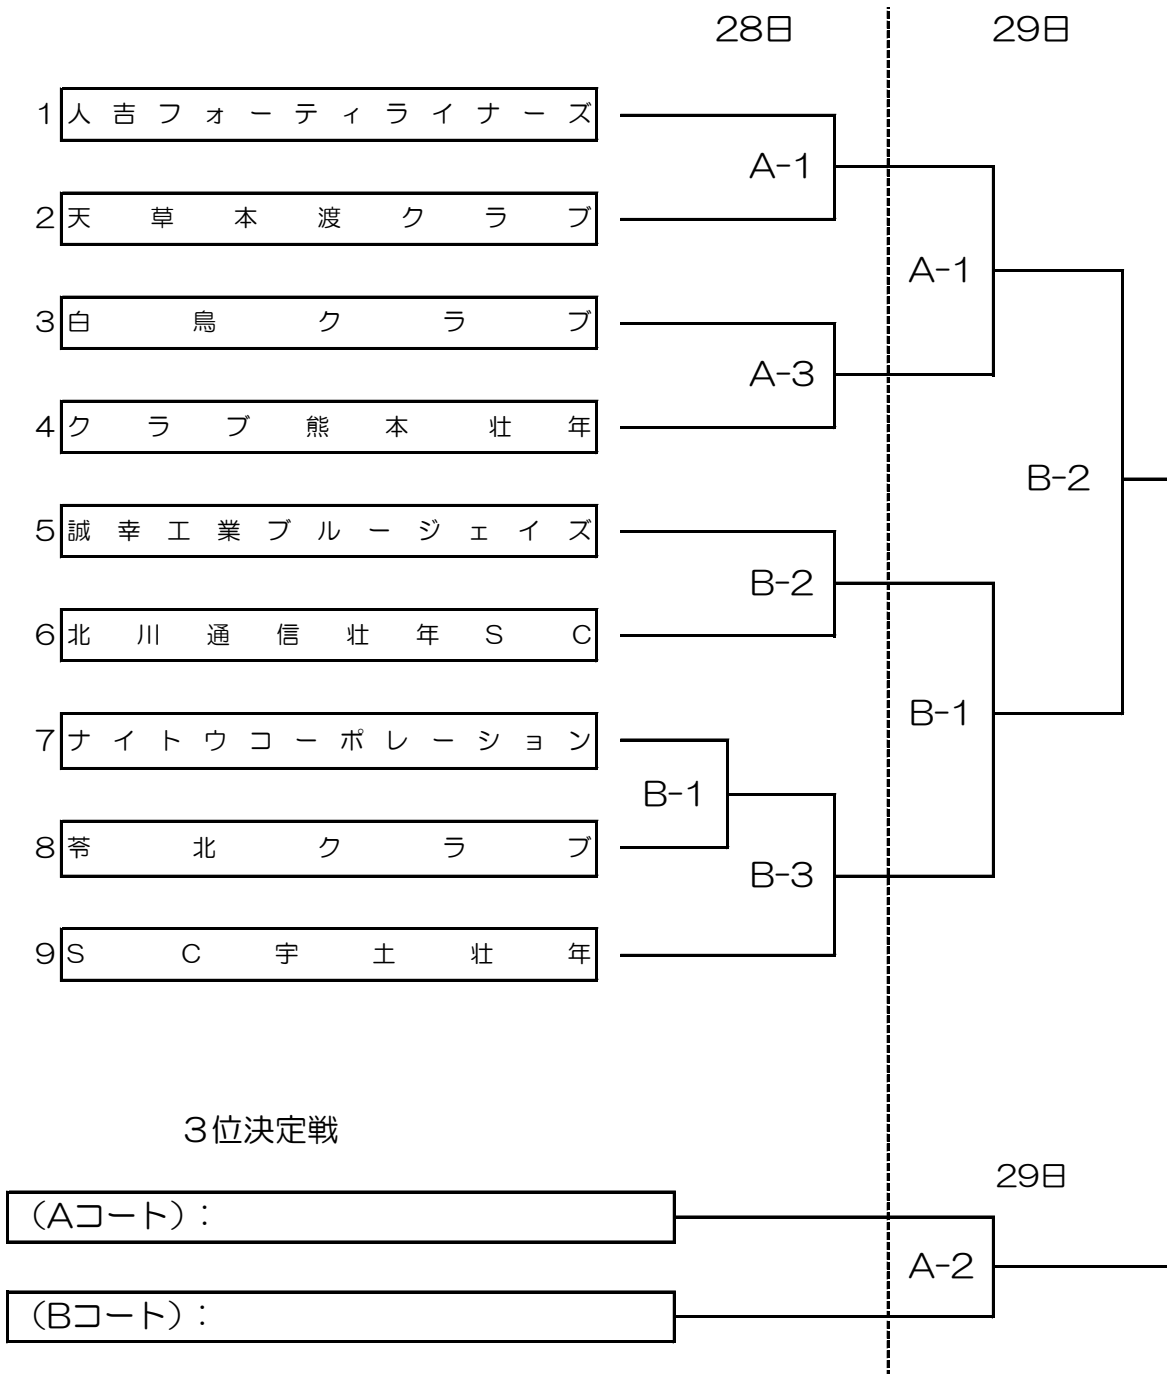 28日 29日
1 人吉フォーティライナーズ
A-1
2 天草本渡クラブ
A-1
3 白鳥クラブ
A-3
4 クラブ熊本 壮年
B-2
5 誠幸工業ブルージェイズ
B-2
6 北川通信壮年SC
B-1
7 ナイトウコーポレーション
B-1
8 苓北クラブ
B-3
9 SC宇土壮年
3位決定戦
29日
(Aコート):
A-2
(Bコート):